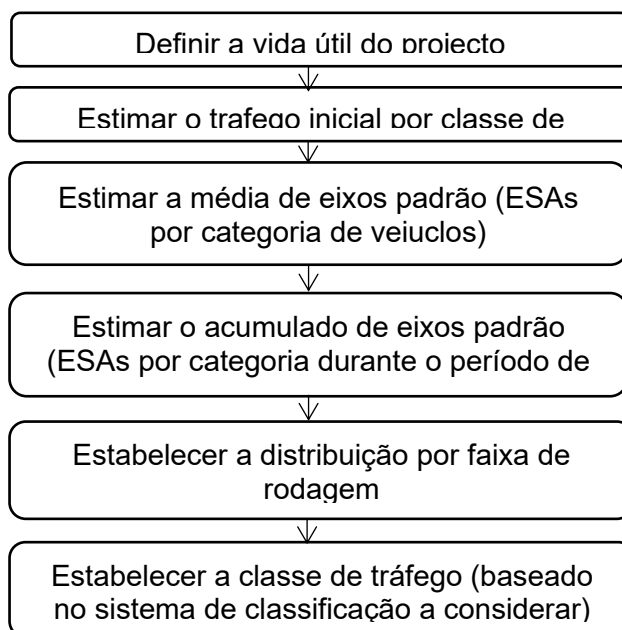 Definir a vida útil do projecto
Estimar o trafego inicial por classe de
Estimar a média de eixos padrão (ESAs
por categoria de veiuclos)
Estimar o acumulado de eixos padrão
(ESAs por categoria durante o período de
Estabelecer a distribuição por faixa de
rodagem
Estabelecer a classe de tráfego (baseado
no sistema de classificação a considerar)